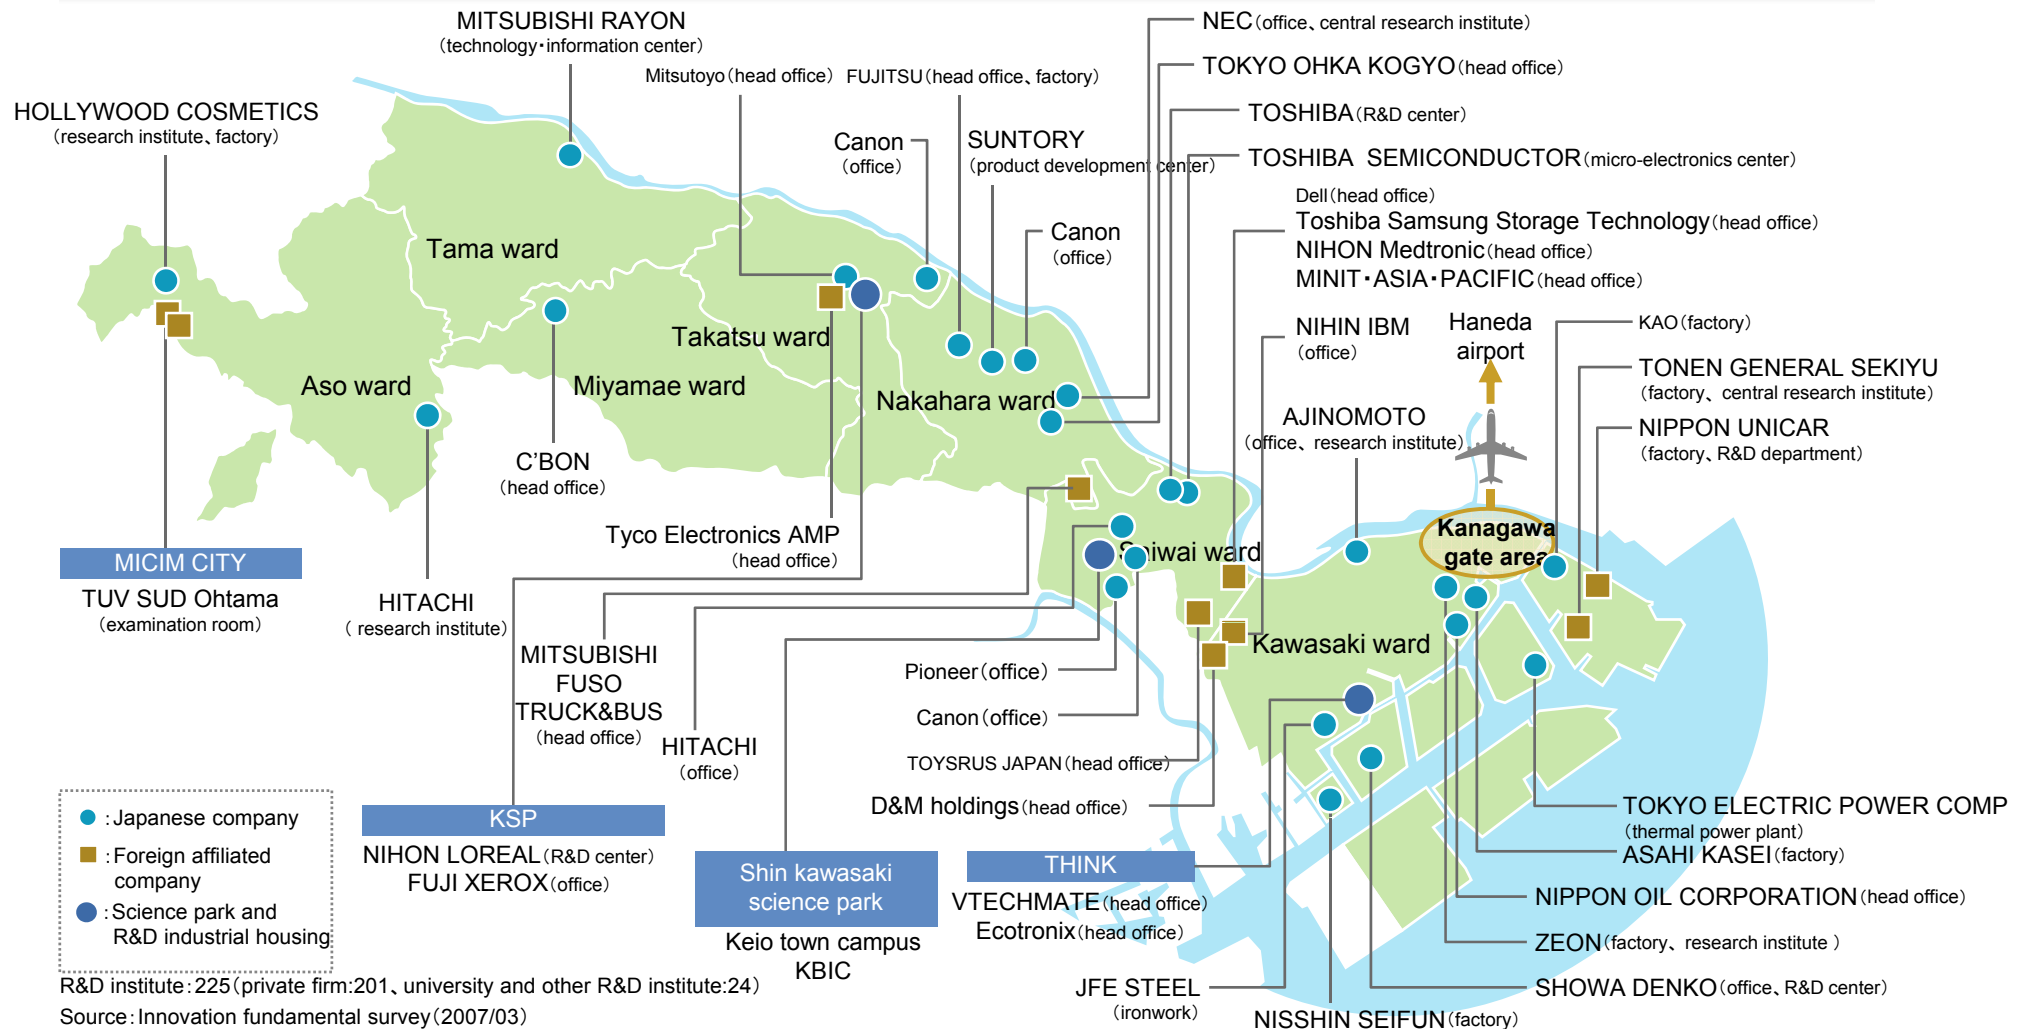 MITSUBISHI RAYON
(technology・information center)
NEC(office、central research institute)
Mitsutoyo(head office)
FUJITSU(head office、factory)
TOKYO OHKA KOGYO(head office)
HOLLYWOOD COSMETICS
(research institute、factory)
TOSHIBA(R&D center)
Canon
(office)
SUNTORY
(product development center)
TOSHIBA SEMICONDUCTOR(micro-electronics center)
Dell(head office)
Toshiba Samsung Storage Technology(head office)
NIHON Medtronic(head office)
MINIT・ASIA・PACIFIC(head office)
Canon
(office)
Tama ward
NIHIN IBM
(office)
Haneda
airport
KAO(factory)
Takatsu ward
TONEN GENERAL SEKIYU
(factory、central research institute)
Aso ward
Miyamae ward
Nakahara ward
AJINOMOTO
(office、research institute)
NIPPON UNICAR
(factory、R&D department)
C'BON
(head office)
Tyco Electronics AMP
(head office)
Kanagawa
gate area
Saiwai ward
MICIM CITY
TUV SUD Ohtama
(examination room)
HITACHI
( research institute)
MITSUBISHI
FUSO
TRUCK&BUS
(head office)
Kawasaki ward
Pioneer(office)
Canon(office)
HITACHI
(office)
TOYSRUS JAPAN(head office)
D&M holdings(head office)
TOKYO ELECTRIC POWER COMP
(thermal power plant)
ASAHI KASEI(factory)
:Japanese company
:Foreign affiliated
company
:Science park and
R&D industrial housing
KSP
NIHON LOREAL(R&D center)
FUJI XEROX(office)
Shin kawasaki
science park
Keio town campus
KBIC
THINK
VTECHMATE(head office)
Ecotronix(head office)
NIPPON OIL CORPORATION(head office)
ZEON(factory、research institute )
JFE STEEL
(ironwork)
SHOWA DENKO(office、R&D center)
NISSHIN SEIFUN(factory)
R&D institute:225(private firm:201、university and other R&D institute:24)
Source:Innovation fundamental survey(2007/03)